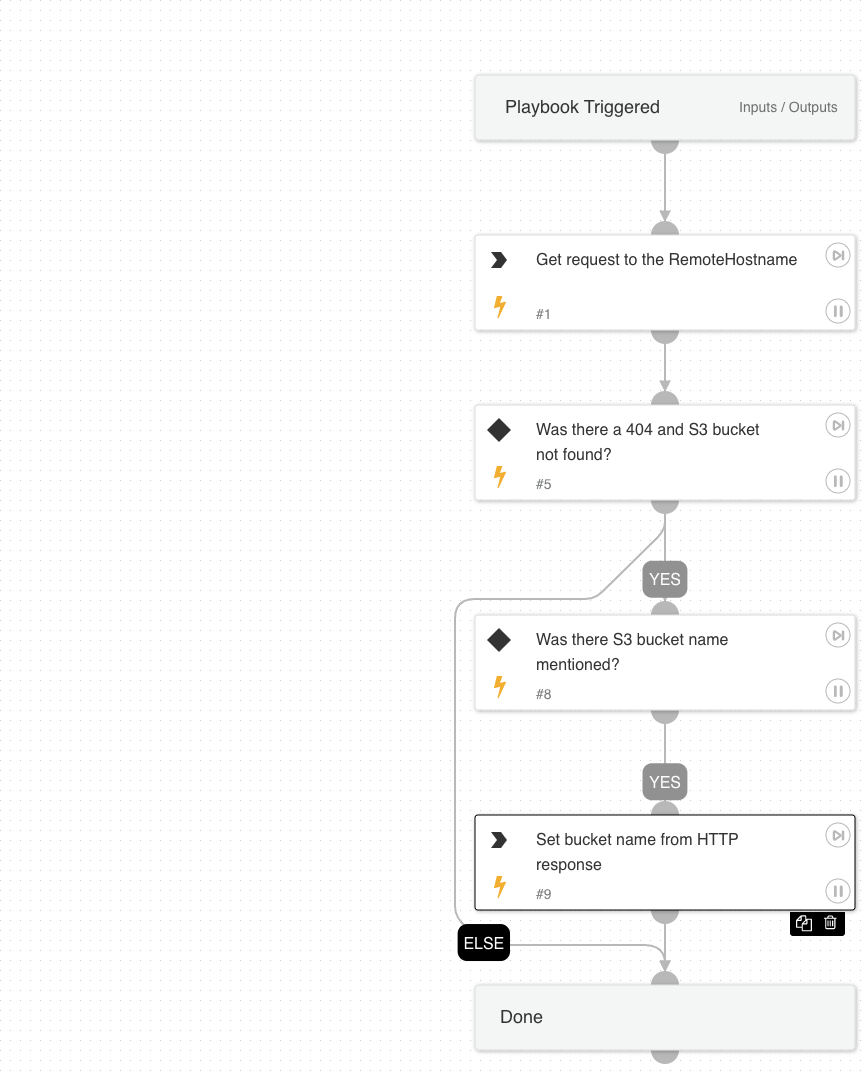 Playbook Triggered
Inputs / Outputs
Get request to the RemoteHostname
#1
Was there a 404 and S3 bucket
not found?
#5
YES
Was there S3 bucket name
mentioned?
#8
YES
Set bucket name from HTTP
response
#9
ELSE
Done